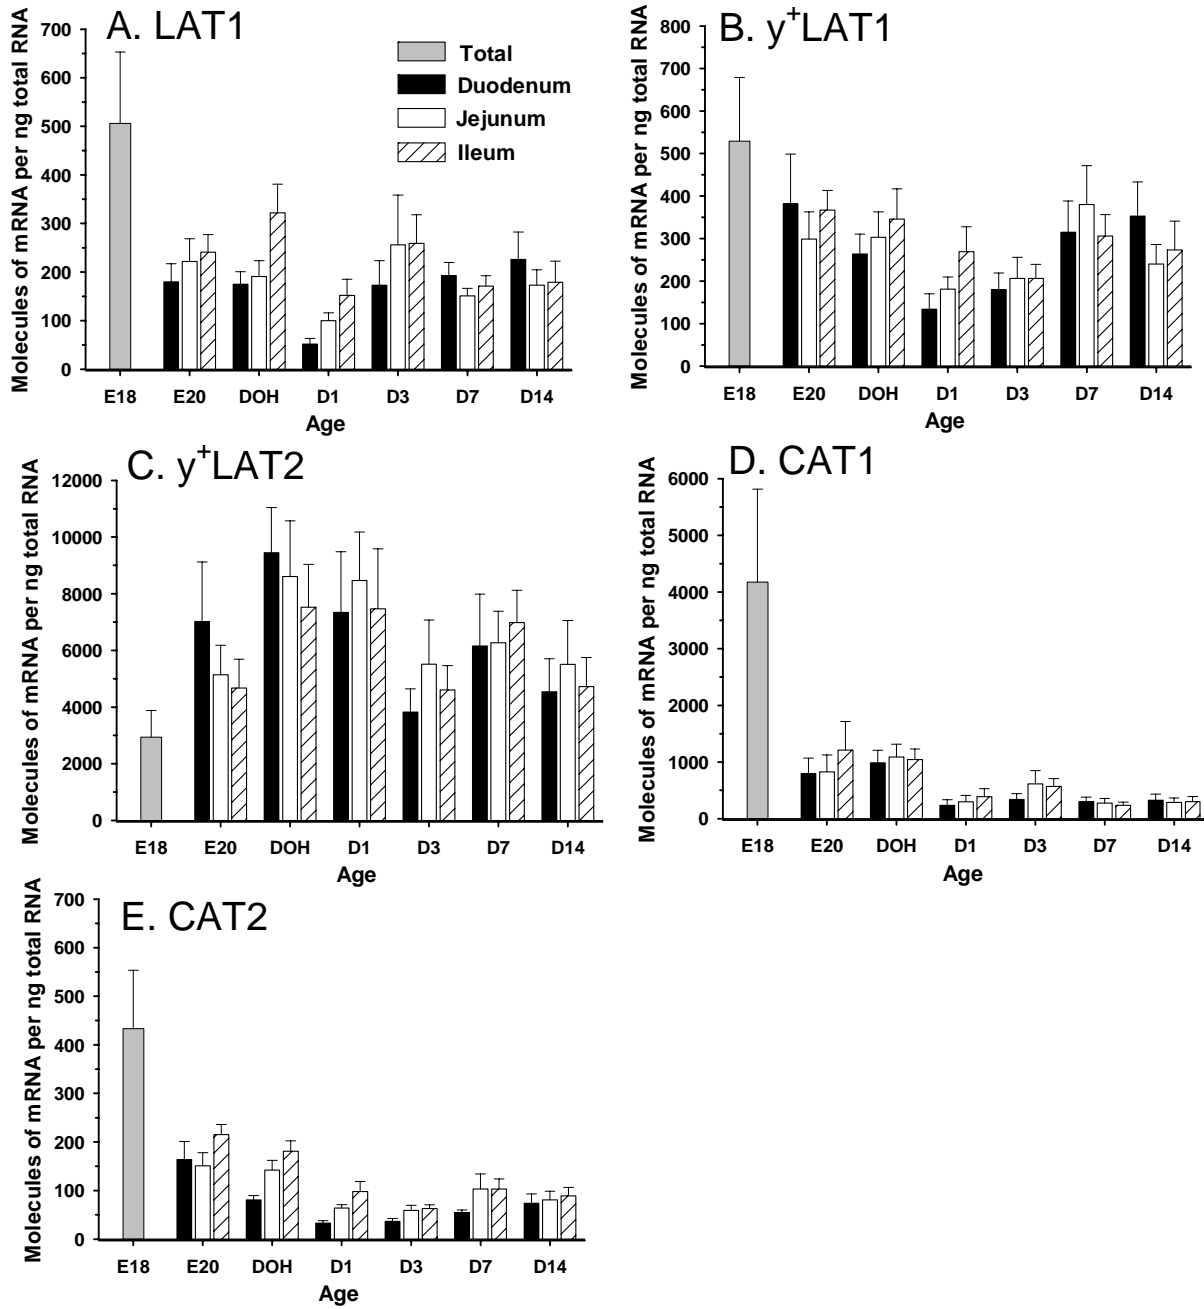 A. LAT1
Molecules of mRNA per ng total RNA
700
600
500
400
300
200
100
0
Total
Duodenum
Jejunum
Ileum
E18 E20 DOH D1 D3 D7 D14
Age
B. y+LAT1
Molecules of mRNA per ng total RNA
800
700
600
500
400
300
200
100
0
E18 E20 DOH D1 D3 D7 D14
Age
C. y+LAT2
Molecules of mRNA per ng total RNA
12000
10000
8000
6000
4000
2000
0
E18 E20 DOH D1 D3 D7 D14
Age
D. CAT1
Molecules of mRNA per ng total RNA
6000
5000
4000
3000
2000
1000
0
E18 E20 DOH D1 D3 D7 D14
Age
E. CAT2
Molecules of mRNA per ng total RNA
700
600
500
400
300
200
100
0
E18 E20 DOH D1 D3 D7 D14
Age